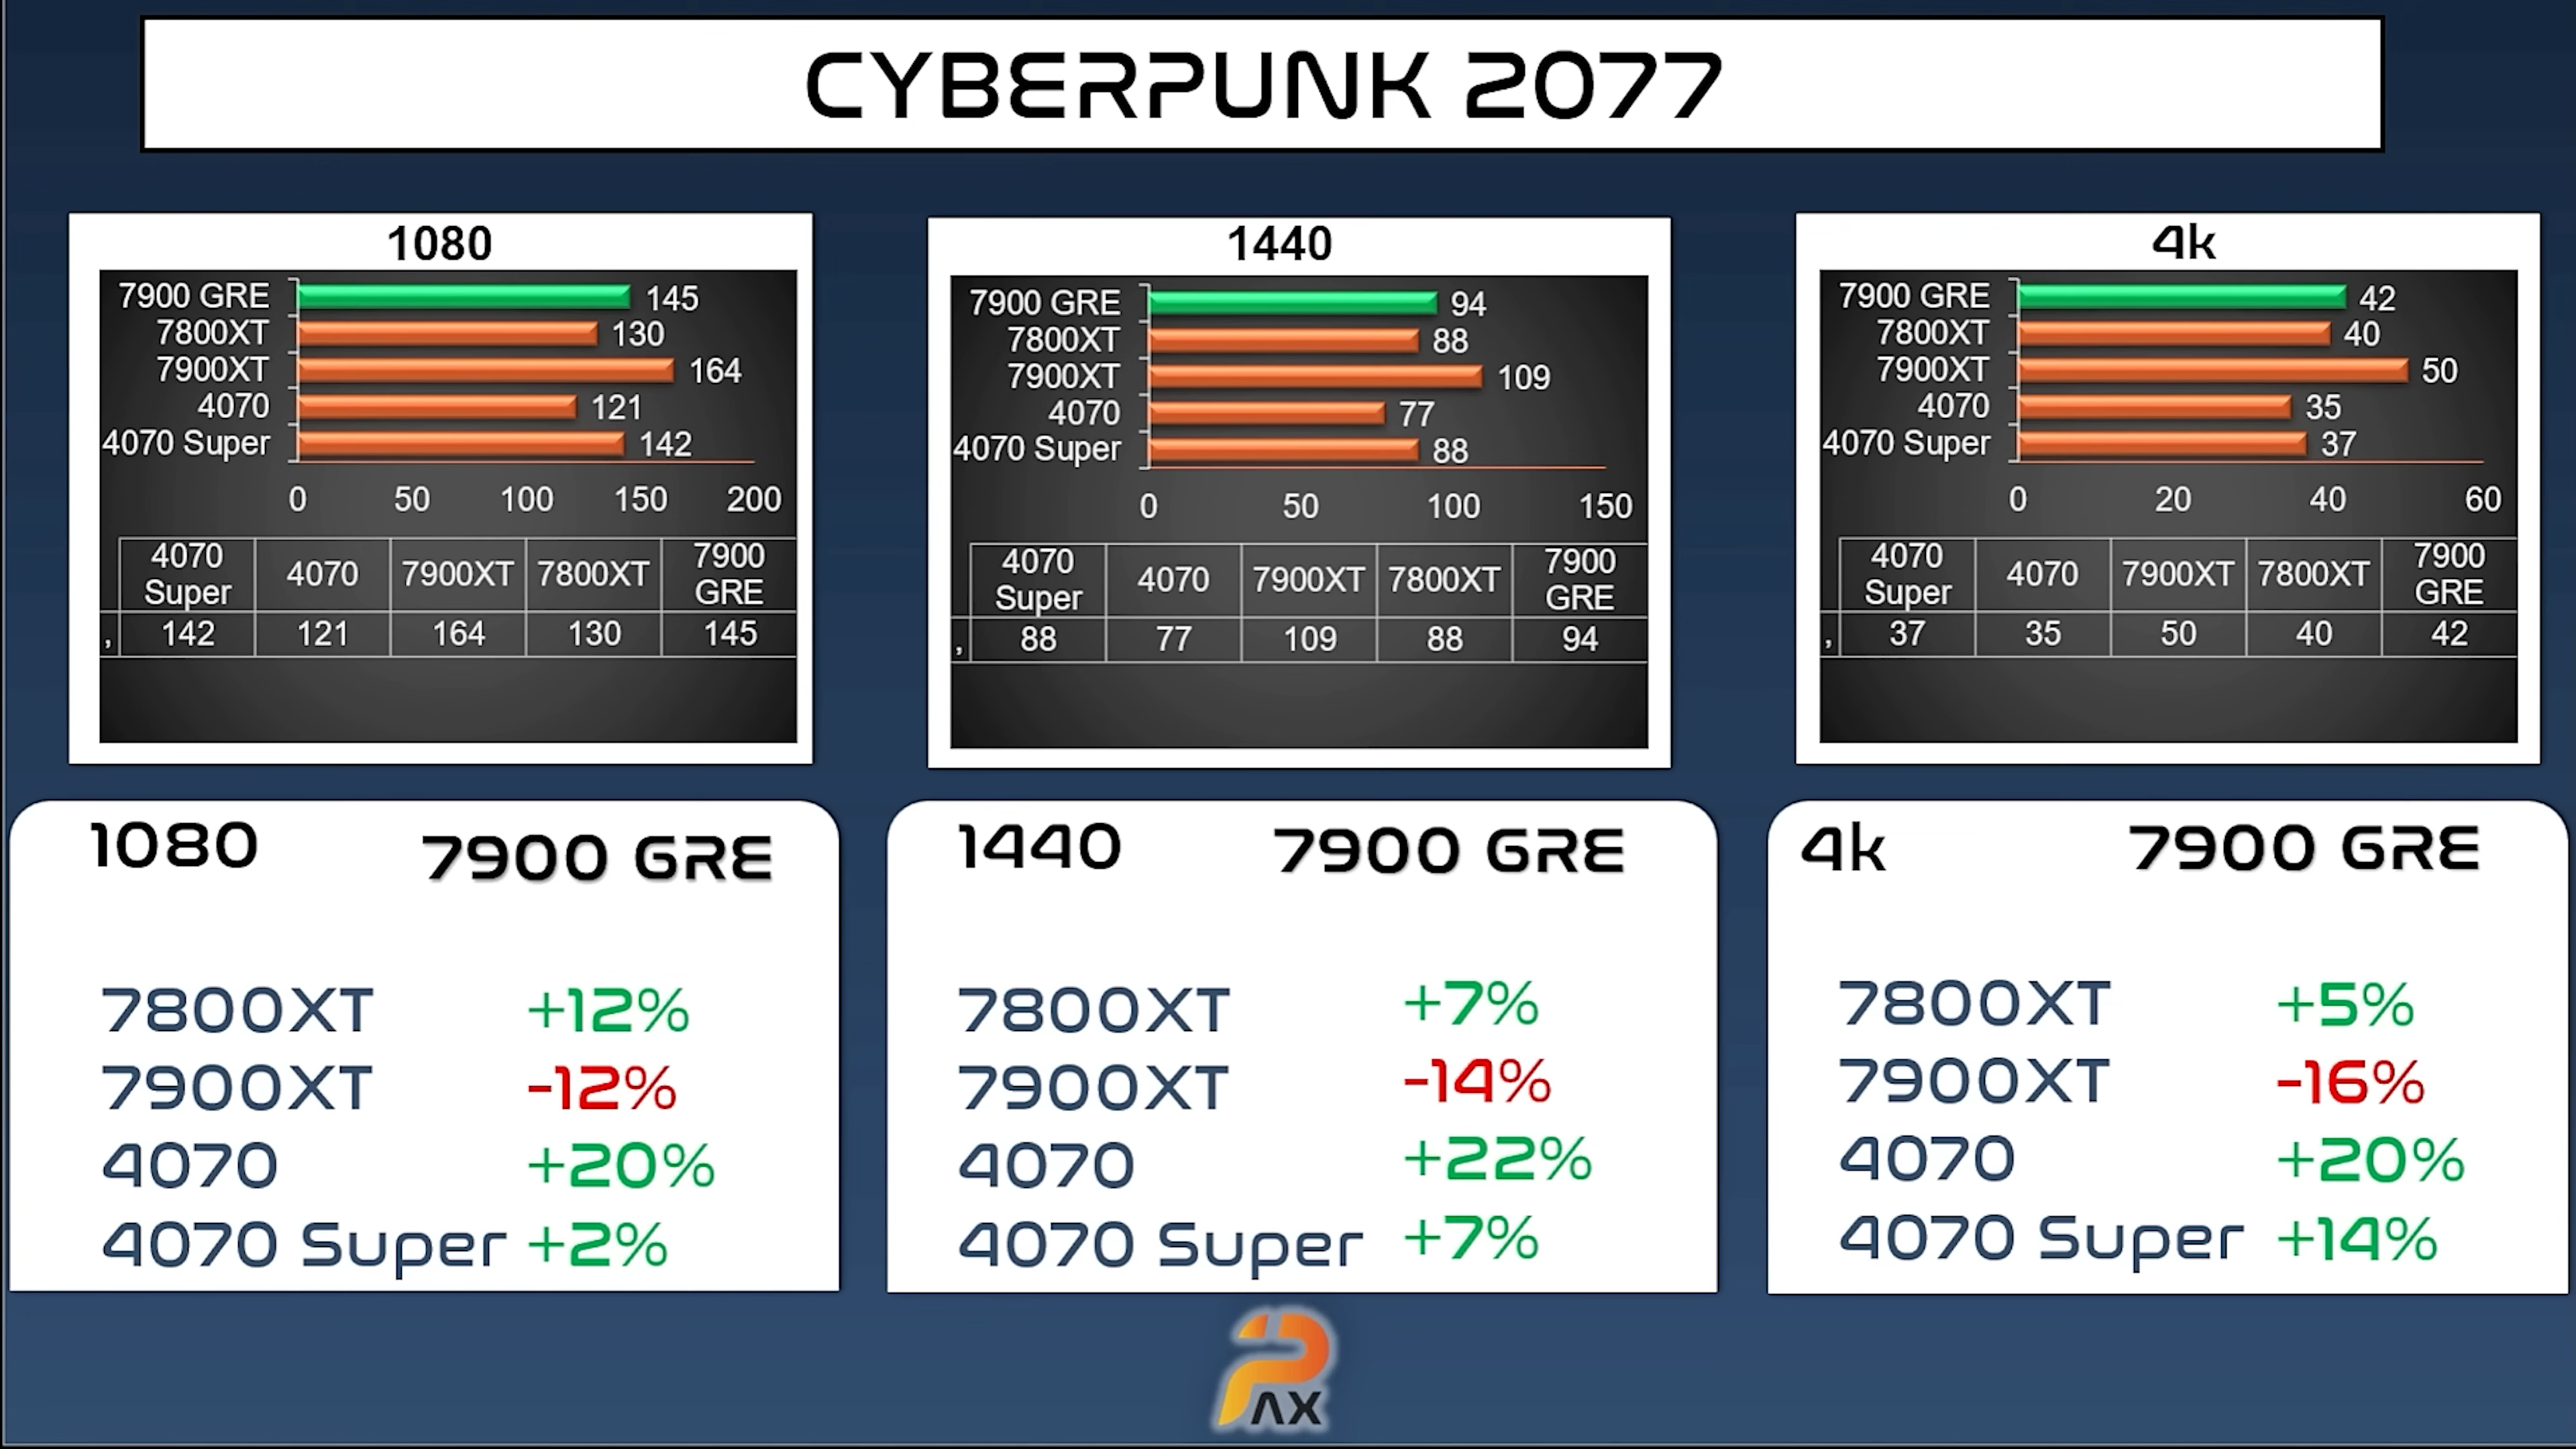 CYBERPUNK 2077
1080
7900 GRE 145
7800XT 130
7900XT 164
4070 121
4070 Super 142
0 50 100 150 200
4070 Super 4070 7900XT 7800XT 7900 GRE
, 142 121 164 130 145
1440
7900 GRE 94
7800XT 88
7900XT 109
4070 77
4070 Super 88
0 50 100 150
4070 Super 4070 7900XT 7800XT 7900 GRE
, 88 77 109 88 94
4k
7900 GRE 42
7800XT 40
7900XT 50
4070 35
4070 Super 37
0 20 40 60
4070 Super 4070 7900XT 7800XT 7900 GRE
, 37 35 50 40 42
1080 7900 GRE
7800XT +12%
7900XT -12%
4070 +20%
4070 Super +2%
1440 7900 GRE
7800XT +7%
7900XT -14%
4070 +22%
4070 Super +7%
4k 7900 GRE
7800XT +5%
7900XT -16%
4070 +20%
4070 Super +14%
PAX